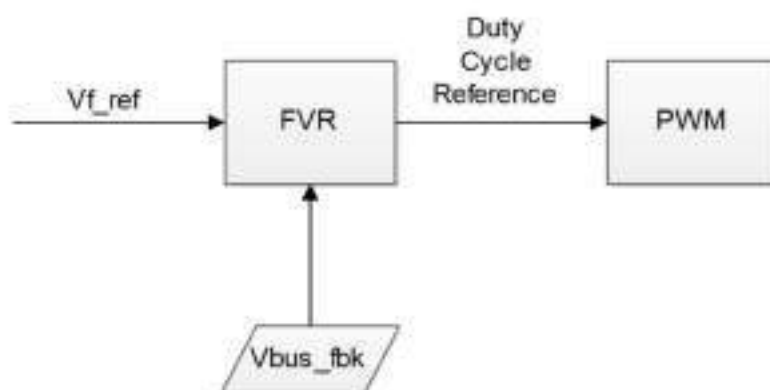 Duty
Cycle
Reference
Vf_ref
FVR
PWM
Vbus_fbk